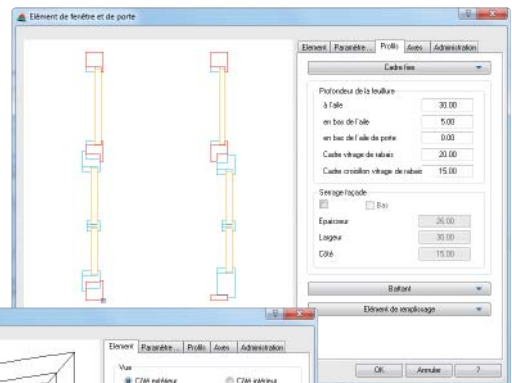 Elément de fenêtre et de porte
Element Paramètre... Profils Axes Administration
Cadre fixe
Profondeur de la feuillure
à l'aile 30.00
en bas de l'aile 5.00
en bas de l'aile de porte 0.00
Cadre vitrage de rabais 20.00
Cadre croisillon vitrage de rabais 15.00
Serrage façade
Bas
Epaisseur 26.00
Largeur 30.00
Côté 15.00
Battant
Elément de remplissage
OK Annuler ?
Element Paramètre... Profils Axes Administration
Vue
Côté extérieur Côté intérieur